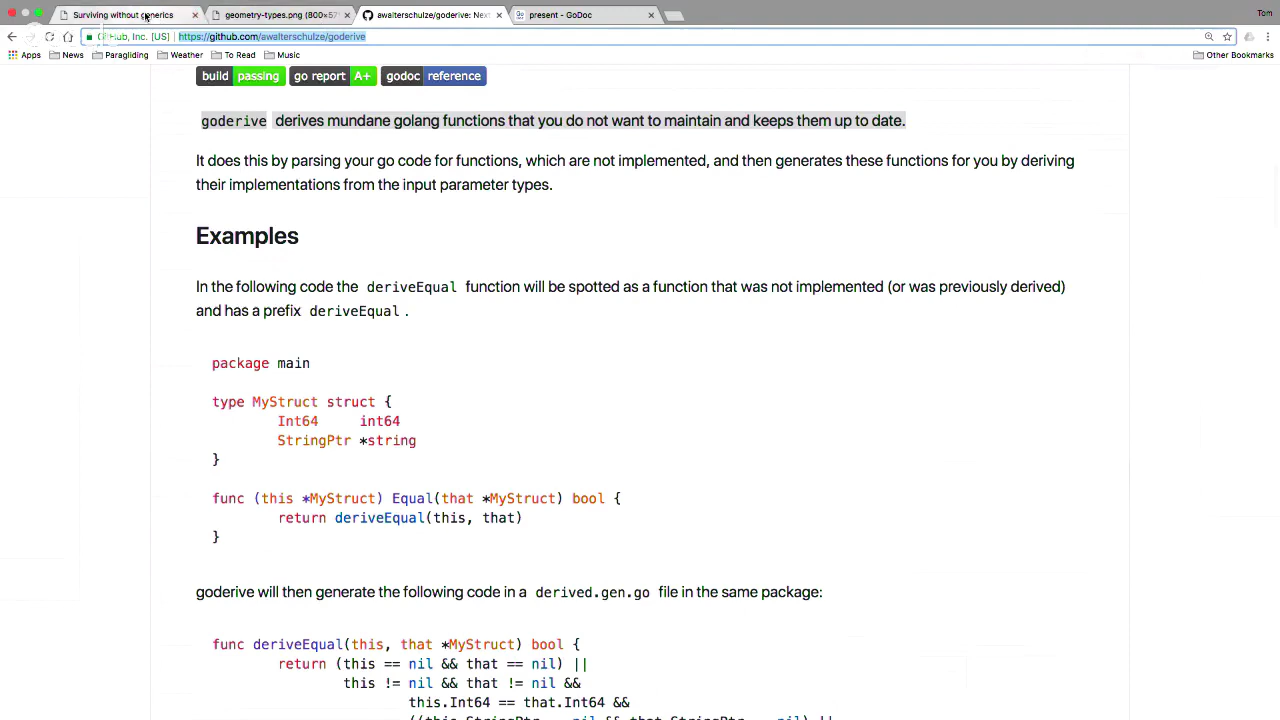 Surviving without generics
geometry-types.png (800×57
awalterschulze/goderive: Nex
present - GoDoc
Tom
GitHub, Inc. [US] https://github.com/awalterschulze/goderive
Apps News Paragliding Weather To Read Music Other Bookmarks
build passing go report A+ godoc reference
goderive derives mundane golang functions that you do not want to maintain and keeps them up to date.
It does this by parsing your go code for functions, which are not implemented, and then generates these functions for you by deriving
their implementations from the input parameter types.
Examples
In the following code the deriveEqual function will be spotted as a function that was not implemented (or was previously derived)
and has a prefix deriveEqual .
package main
type MyStruct struct {
Int64 int64
StringPtr *string
}
func (this *MyStruct) Equal(that *MyStruct) bool {
return deriveEqual(this, that)
}
goderive will then generate the following code in a derived.gen.go file in the same package:
func deriveEqual(this, that *MyStruct) bool {
return (this == nil && that == nil) ||
this != nil && that != nil &&
this.Int64 == that.Int64 &&
((this.StringPtr == nil && that.StringPtr == nil) ||